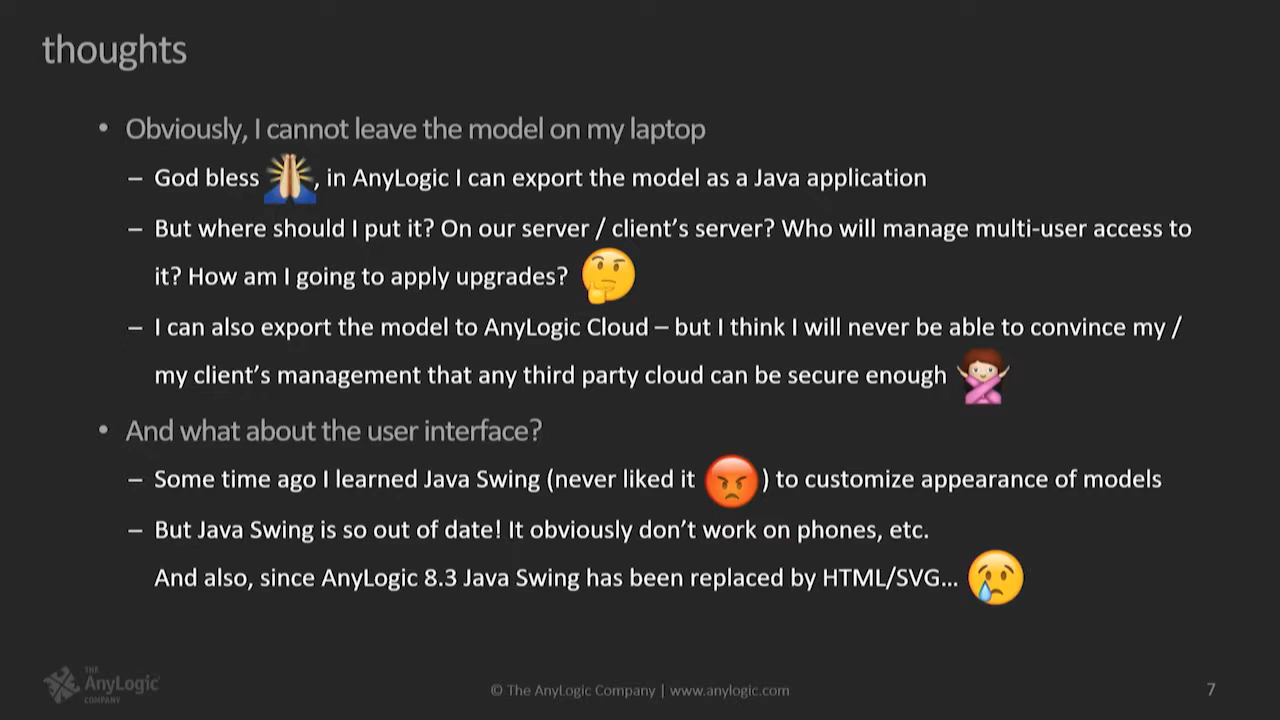 thoughts
• Obviously, I cannot leave the model on my laptop
– God bless 🙏, in AnyLogic I can export the model as a Java application
– But where should I put it? On our server / client’s server? Who will manage multi-user access to
it? How am I going to apply upgrades? 🤔
– I can also export the model to AnyLogic Cloud – but I think I will never be able to convince my /
my client’s management that any third party cloud can be secure enough 🙅
• And what about the user interface?
– Some time ago I learned Java Swing (never liked it 😡) to customize appearance of models
– But Java Swing is so out of date! It obviously don’t work on phones, etc.
And also, since AnyLogic 8.3 Java Swing has been replaced by HTML/SVG… 😢
THE
AnyLogic
COMPANY
© The AnyLogic Company | www.anylogic.com
7